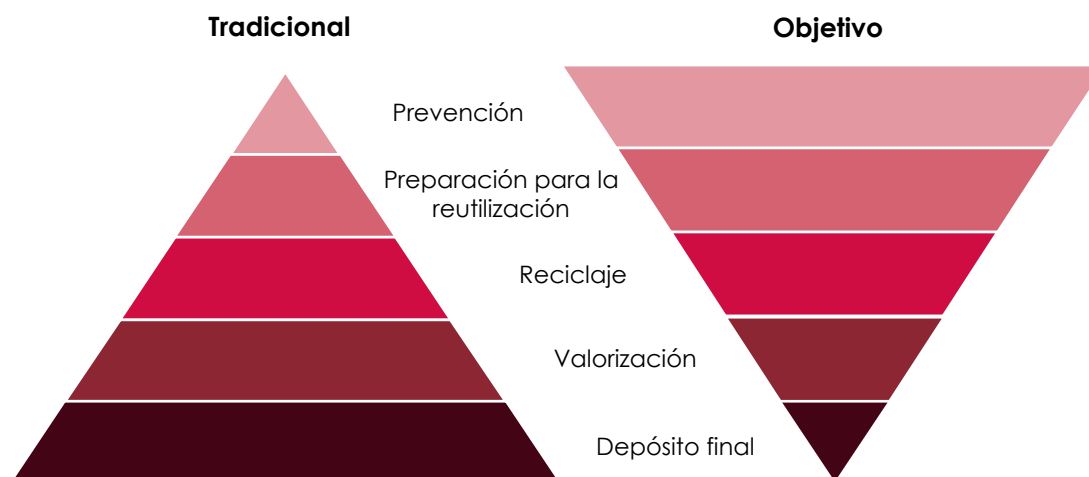 Tradicional
Objetivo
Prevención
Preparación para la
reutilización
Reciclaje
Valorización
Depósito final